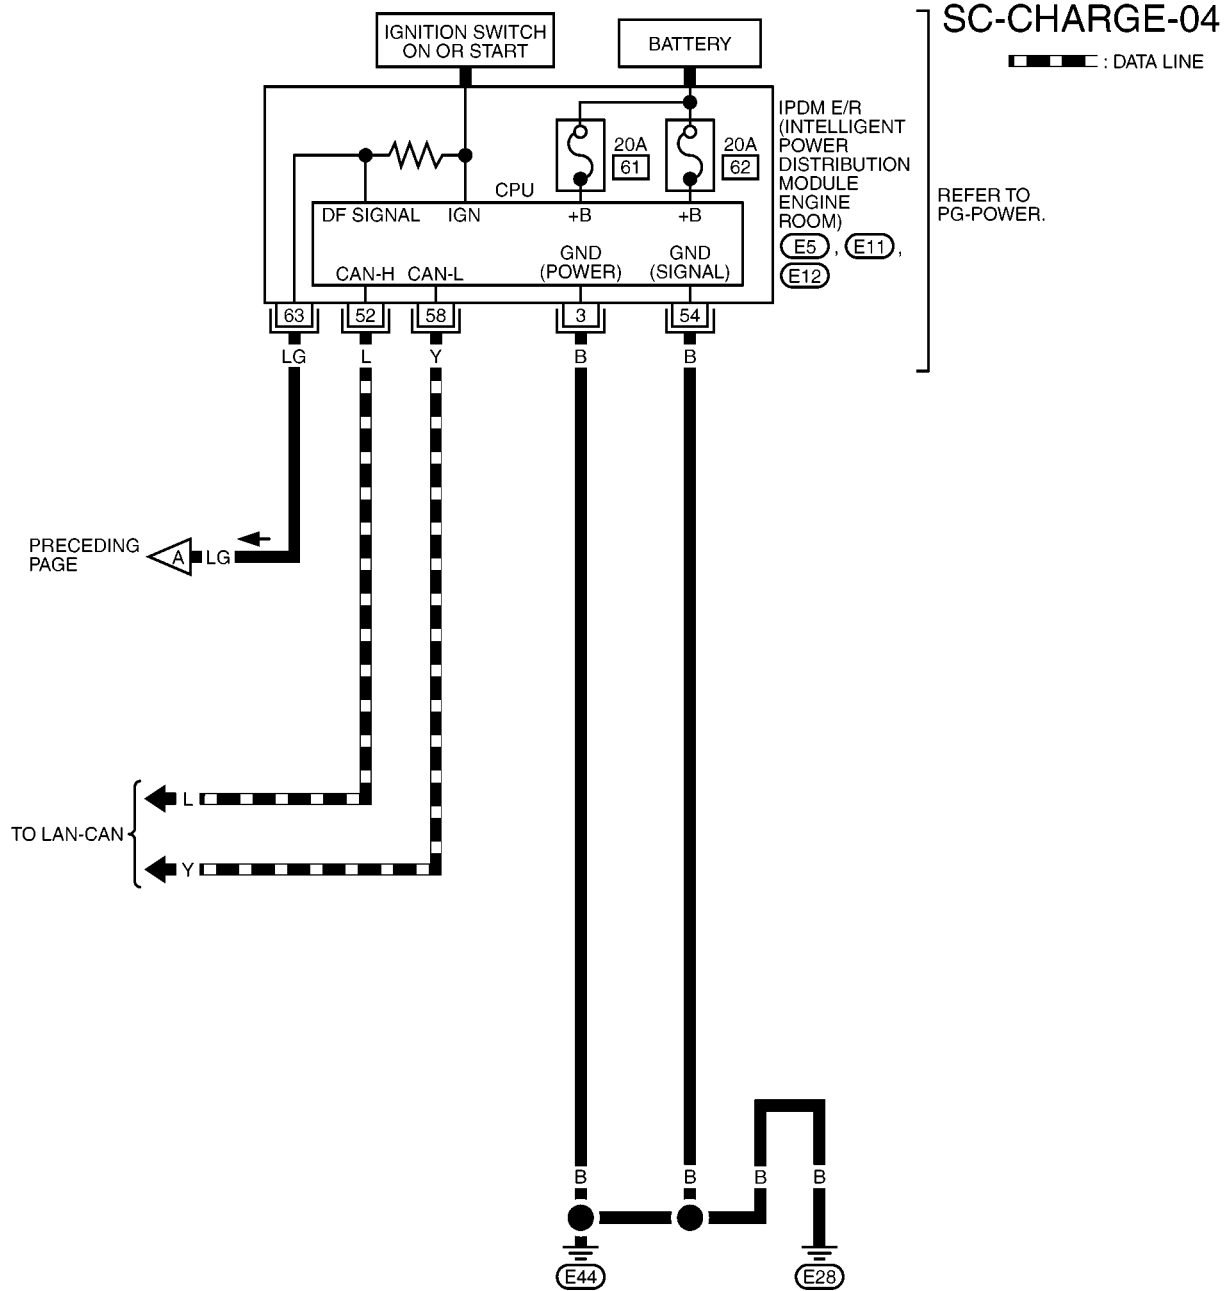 SC-CHARGE-04
: DATA LINE
IGNITION SWITCH
ON OR START
BATTERY
IPDM E/R
(INTELLIGENT
POWER
DISTRIBUTION
MODULE
ENGINE
ROOM)
E5 , E11 ,
E12
REFER TO
PG-POWER.
20A
61
20A
62
CPU
DF SIGNAL
IGN
+B
+B
GND
(POWER)
GND
(SIGNAL)
CAN-H
CAN-L
63
52
58
3
54
LG
L
Y
B
B
PRECEDING
PAGE
A
LG
TO LAN-CAN
L
Y
B
B
B
B
E44
E28